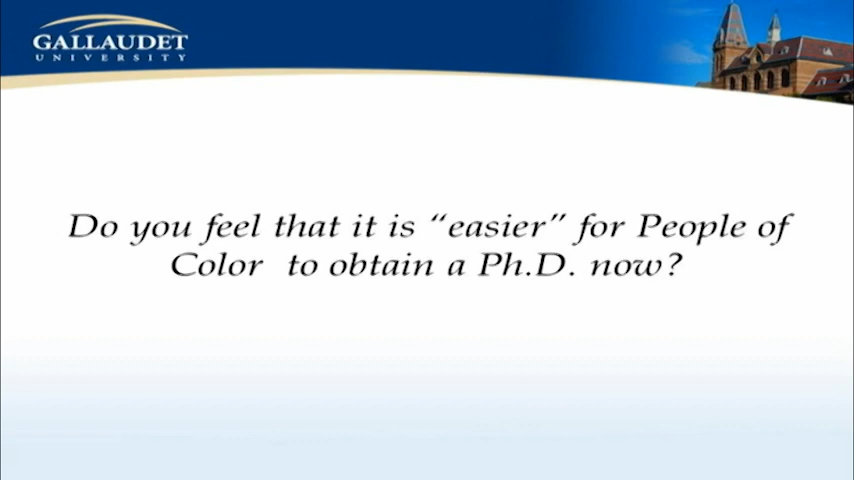 GALLAUDET
UNIVERSITY
Do you feel that it is “easier” for People of
Color  to obtain a Ph.D. now?